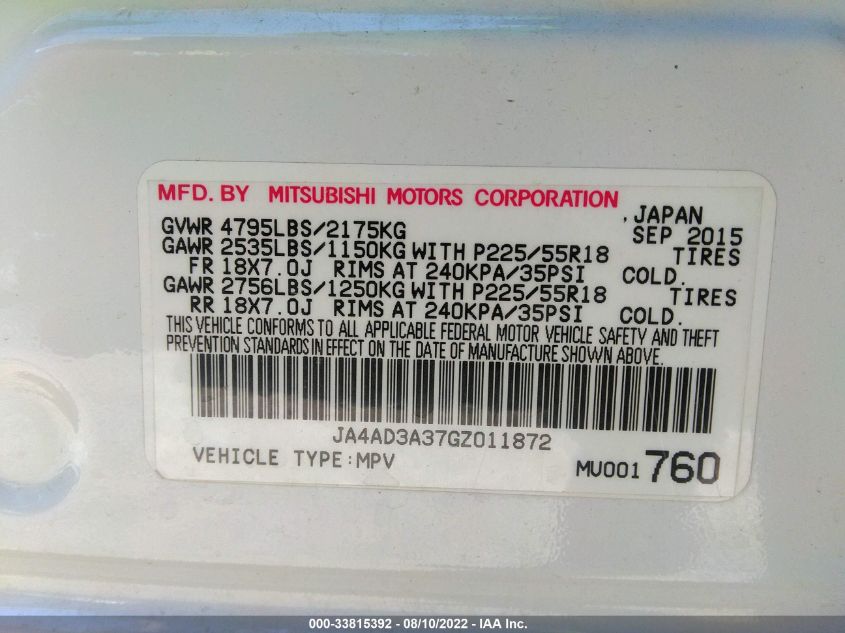 MFD. BY MITSUBISHI MOTORS CORPORATION , JAPAN
GVWR 4795LBS/2175KG SEP 2015
GAWR 2535LBS/1150KG WITH P225/55R18 TIRES
FR 18X7.0J RIMS AT 240KPA/35PSI COLD.
GAWR 2756LBS/1250KG WITH P225/55R18 TIRES
RR 18X7.0J RIMS AT 240KPA/35PSI COLD.
THIS VEHICLE CONFORMS TO ALL APPLICABLE FEDERAL MOTOR VEHICLE SAFETY AND THEFT
PREVENTION STANDARDS IN EFFECT ON THE DATE OF MANUFACTURE SHOWN ABOVE.
JA4AD3A37GZ011872
VEHICLE TYPE:MPV MU001 760
000-33815392 - 08/10/2022 - IAA Inc.